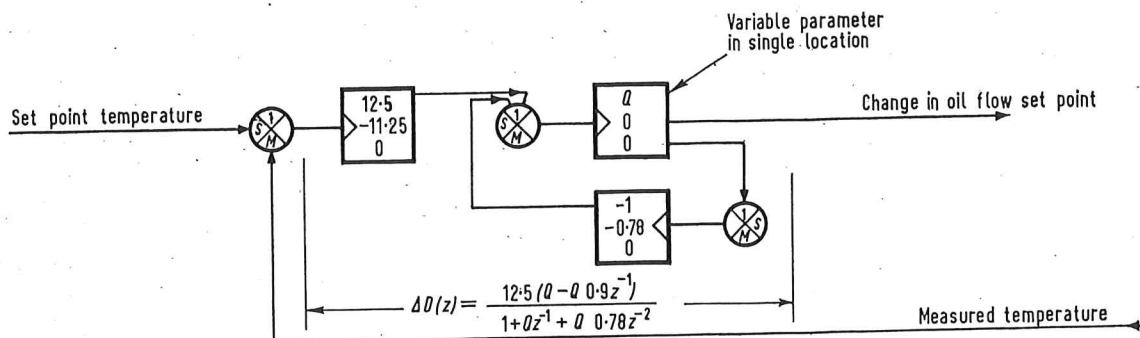 Variable parameter
in single location
Set point temperature
1
S
M
12·5
-11·25
0
1
S
M
Q
0
0
Change in oil flow set point
-1
-0·78
0
1
S
M
ΔD(z) = 12·5 (Q - Q 0·9z⁻¹)
1 + Qz⁻¹ + Q 0·78z⁻²
Measured temperature